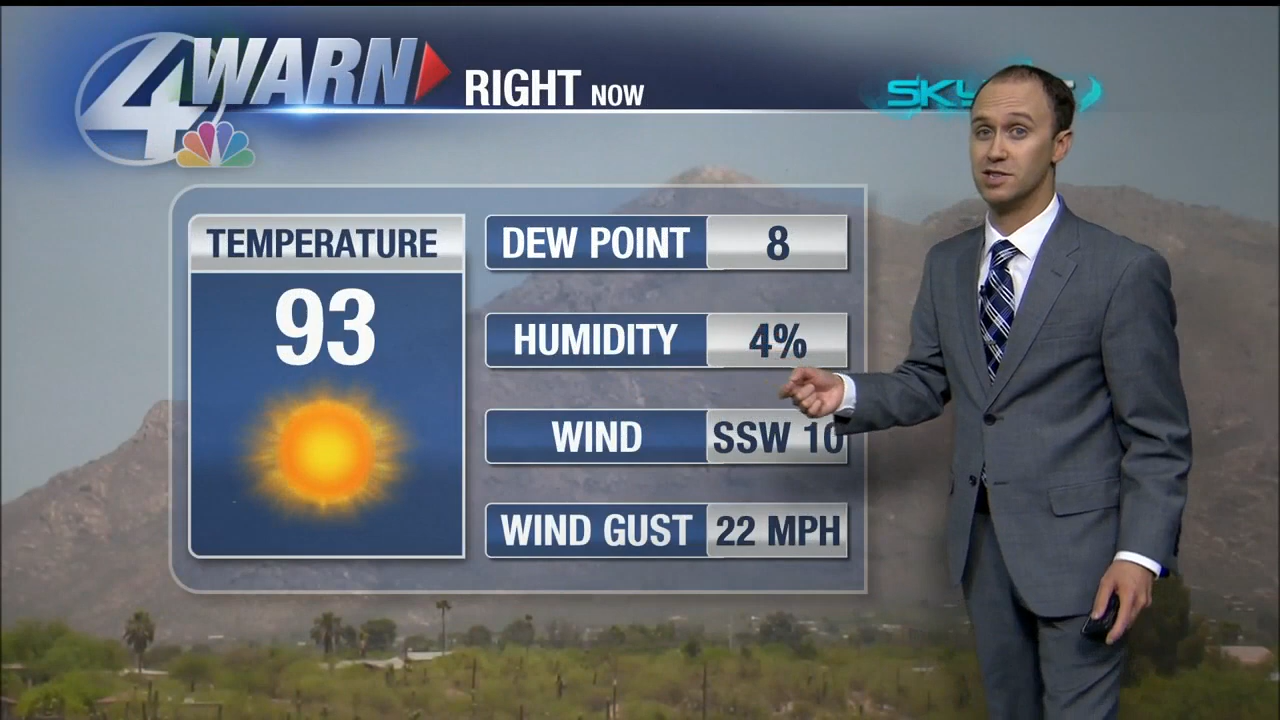 4WARN
RIGHT NOW
TEMPERATURE
93
DEW POINT 8
HUMIDITY 4%
WIND SSW 10
WIND GUST 22 MPH